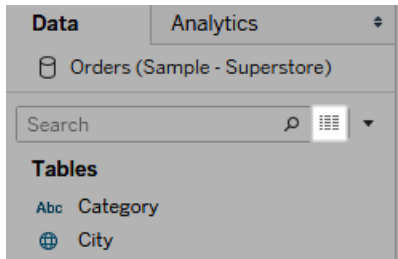 Data Analytics
Orders (Sample - Superstore)
Search
Tables
Abc Category
City